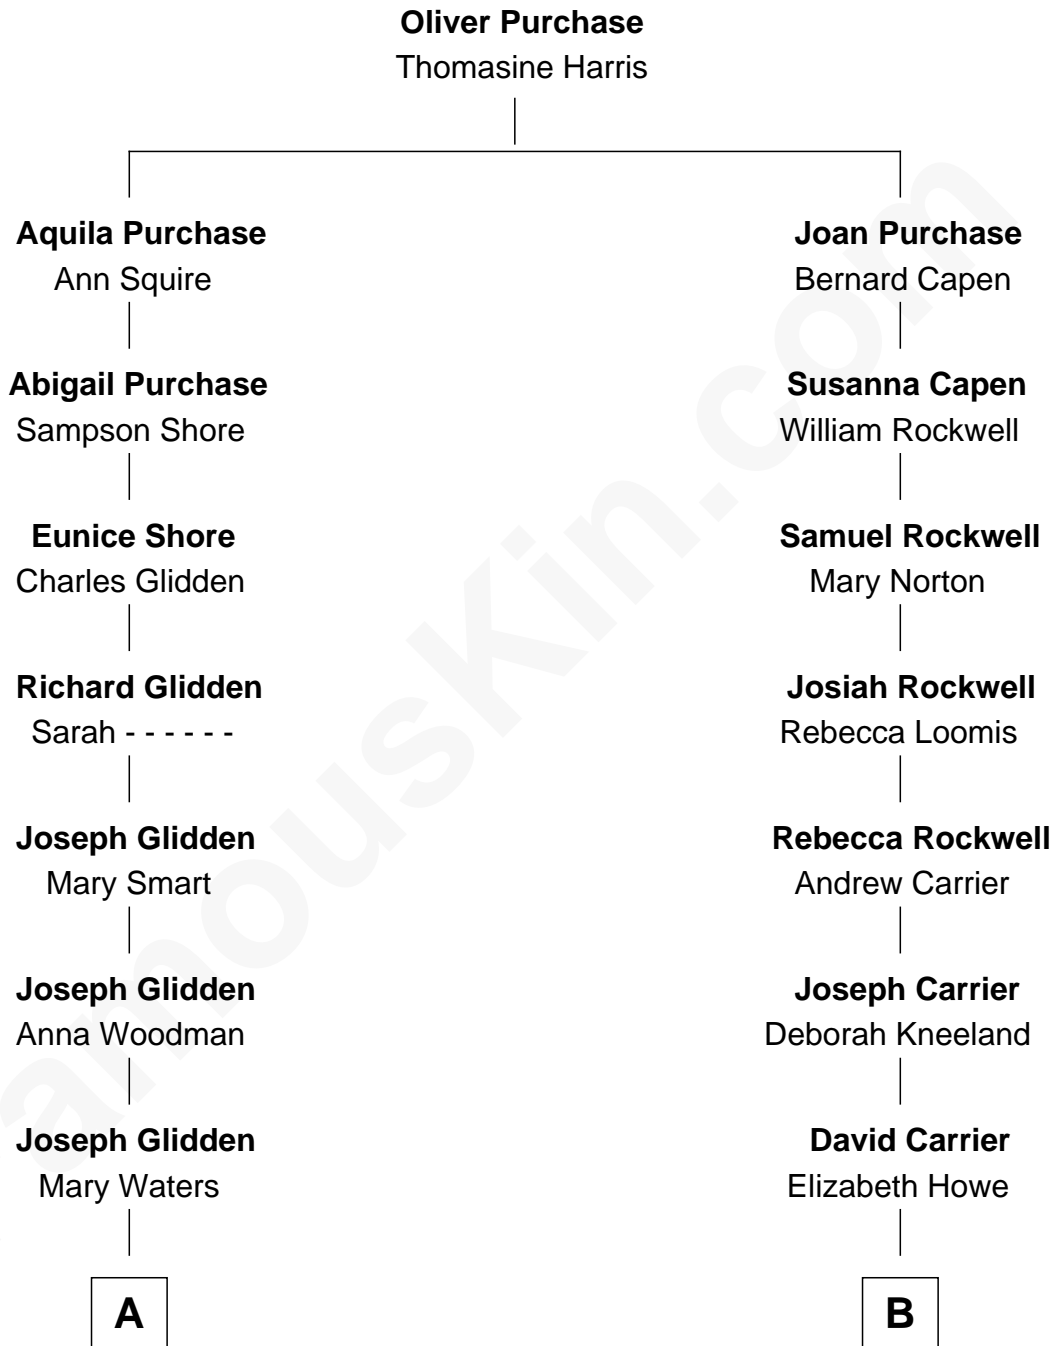 Oliver Purchase
Thomasine Harris
Aquila Purchase
Ann Squire
Abigail Purchase
Sampson Shore
Eunice Shore
Charles Glidden
Richard Glidden
Sarah - - - - - -
Joseph Glidden
Mary Smart
Joseph Glidden
Anna Woodman
Joseph Glidden
Mary Waters
A
Joan Purchase
Bernard Capen
Susanna Capen
William Rockwell
Samuel Rockwell
Mary Norton
Josiah Rockwell
Rebecca Loomis
Rebecca Rockwell
Andrew Carrier
Joseph Carrier
Deborah Kneeland
David Carrier
Elizabeth Howe
B
amouskin.com